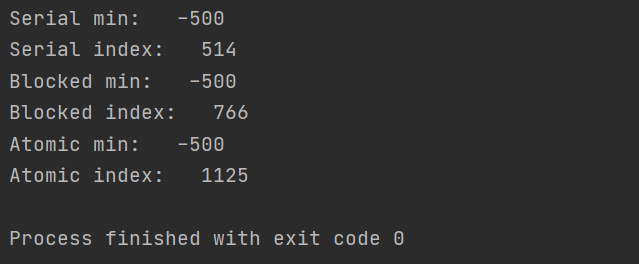 Serial min:   -500
Serial index:   514
Blocked min:   -500
Blocked index:   766
Atomic min:   -500
Atomic index:   1125

Process finished with exit code 0